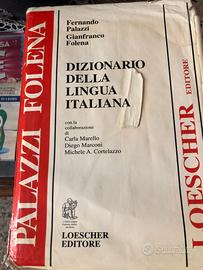 Fernando
Palazzi
Gianfranco
Folena
DIZIONARIO
DELLA
LINGUA
ITALIANA
con la
collaborazione
di
Carla Marello
Diego Marconi
Michele A. Cortelazzo
LOESCHER
EDITORE
PALAZZI FOLENA
LOESCHER EDITORE